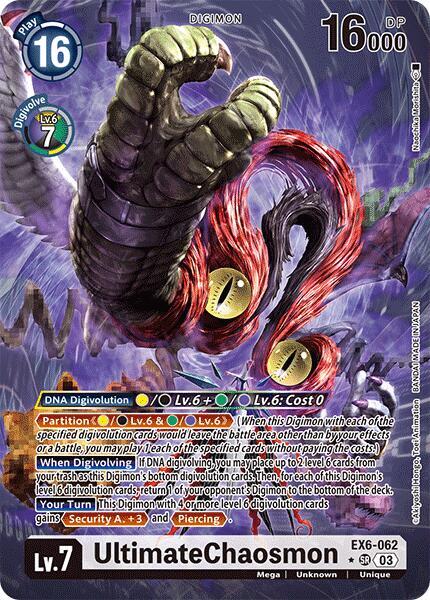 Play
16
DIGIMON
16000
DP
Digivolve
Lv.6
7
Naochika Morishita
©Akiyoshi Hongo, Toei Animation BANDAI MADE IN JAPAN
DNA Digivolution / Lv.6 + / Lv.6: Cost 0
Partition ( / Lv.6 & / Lv.6) (When this Digimon with each of the
specified digivolution cards would leave the battle area other than by your effects
or a battle, you may play 1 each of the specified cards without paying the costs.)
When Digivolving If DNA digivolving, you may place up to 2 level 6 cards from
your trash as this Digimon's bottom digivolution cards. Then, for each of this Digimon's
level 6 digivolution cards, return 1 of your opponent's Digimon to the bottom of the deck.
Your Turn This Digimon with 4 or more level 6 digivolution cards
gains Security A. +3 and Piercing.
Lv.7
UltimateChaosmon
EX6-062
SR 03
Mega | Unknown | Unique